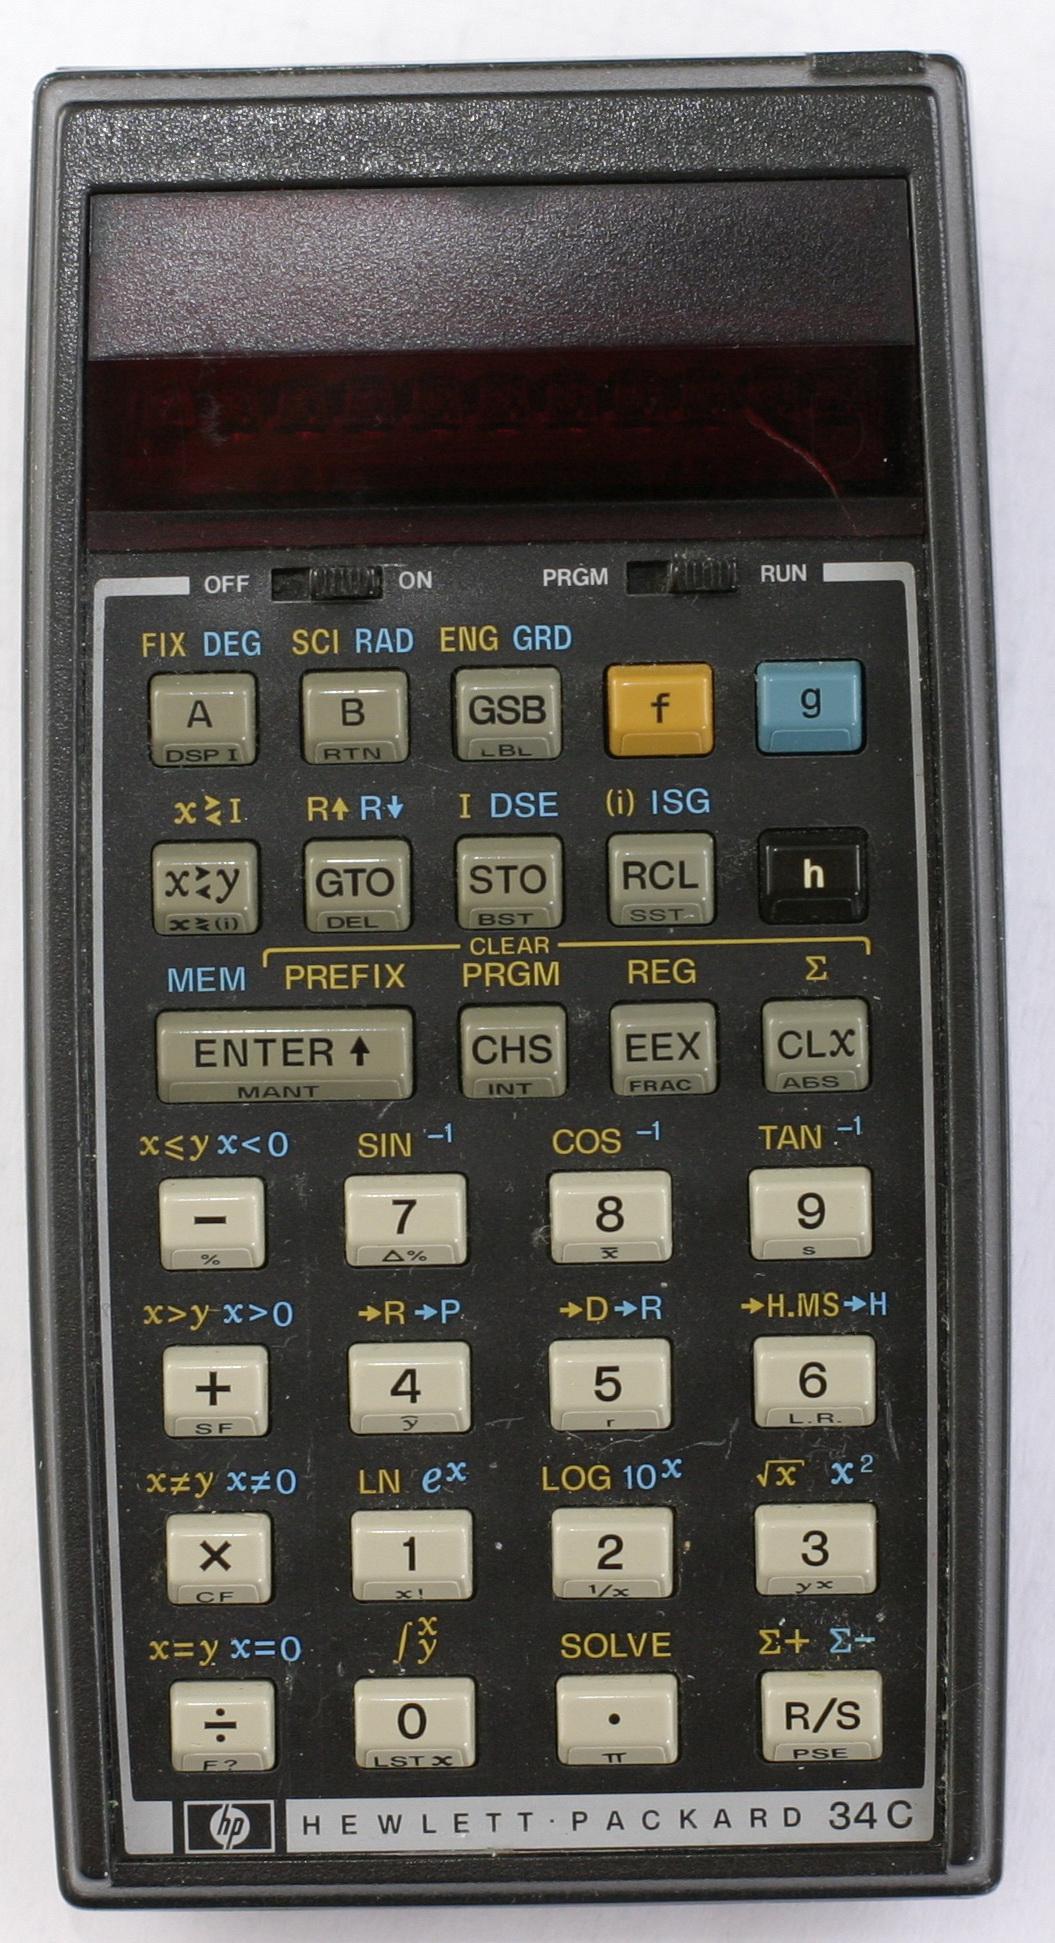 OFF ON PRGM RUN
FIX DEG SCI RAD ENG GRD
A B GSB f g
DSP I RTN LBL
x≷I R↑ R↓ I DSE (i) ISG
x≷y GTO STO RCL h
x≷(i) DEL BST SST
CLEAR
MEM PREFIX PRGM REG Σ
ENTER↑ CHS EEX CLx
MANT INT FRAC ABS
x≤y x<0 SIN -1 COS -1 TAN -1
− 7 8 9
% Δ% x̄ s
x>y x>0 →R →P →D →R →H.MS →H
+ 4 5 6
SF ŷ r L.R.
x≠y x≠0 LN eˣ LOG 10ˣ √x x²
× 1 2 3
CF x! 1/x yx
x=y x=0 ∫xy SOLVE Σ+ Σ−
÷ 0 · R/S
F? LST x π PSE
hp HEWLETT·PACKARD 34C